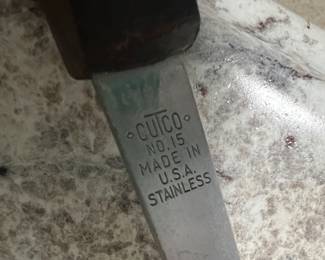 CUTCO
NO. 15
MADE IN
U.S.A.
STAINLESS